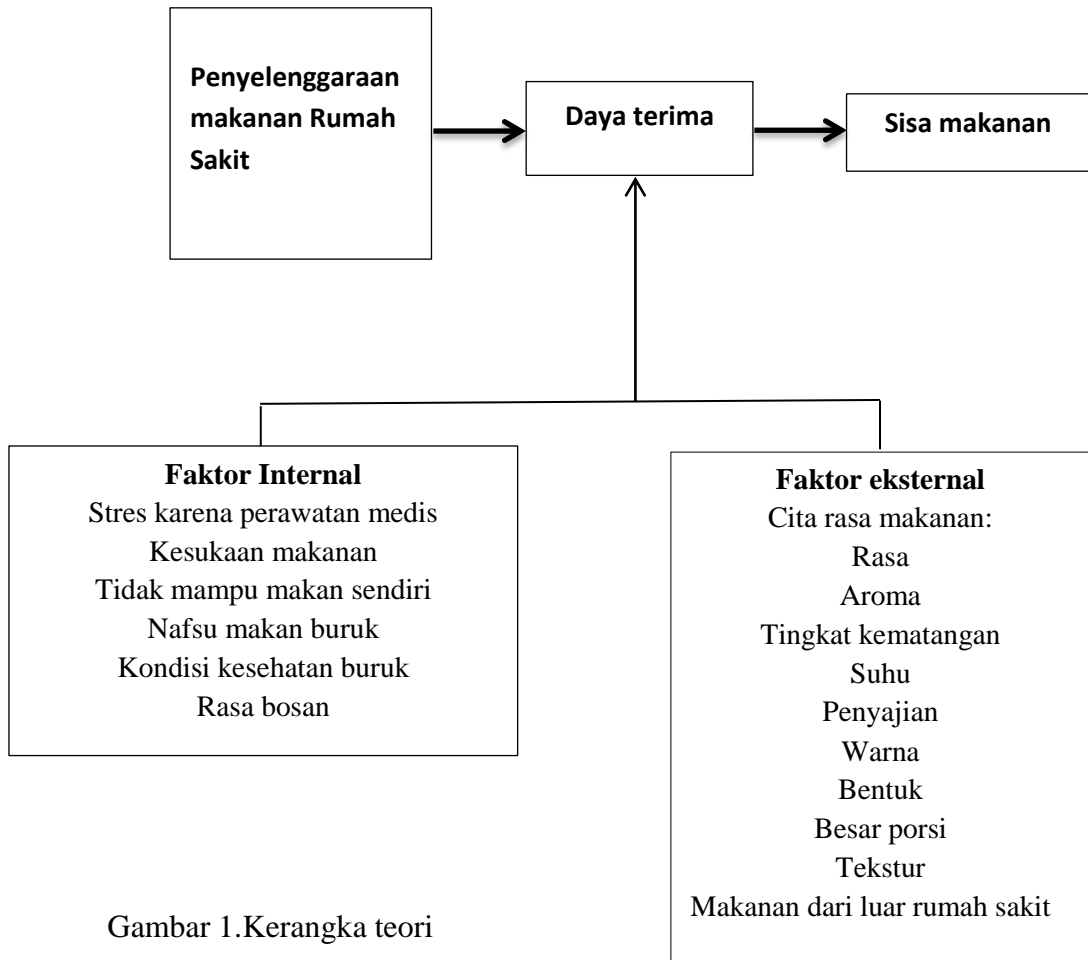 Penyelenggaraan
makanan Rumah
Sakit
Daya terima
Sisa makanan
Faktor Internal
Stres karena perawatan medis
Kesukaan makanan
Tidak mampu makan sendiri
Nafsu makan buruk
Kondisi kesehatan buruk
Rasa bosan
Faktor eksternal
Cita rasa makanan:
Rasa
Aroma
Tingkat kematangan
Suhu
Penyajian
Warna
Bentuk
Besar porsi
Tekstur
Makanan dari luar rumah sakit
Gambar 1.Kerangka teori